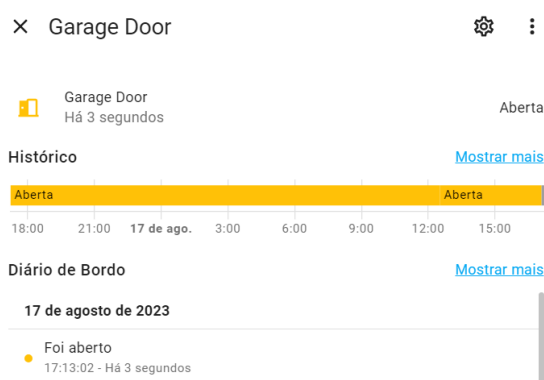 Garage Door
Garage Door
Há 3 segundos
Aberta
Histórico
Mostrar mais
Aberta
Aberta
18:00 21:00 17 de ago. 3:00 6:00 9:00 12:00 15:00
Diário de Bordo
Mostrar mais
17 de agosto de 2023
Foi aberto
17:13:02 - Há 3 segundos